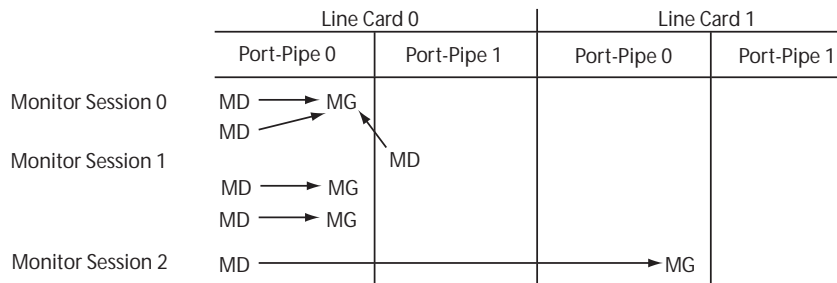 Line Card 0 Line Card 1
Port-Pipe 0 Port-Pipe 1 Port-Pipe 0 Port-Pipe 1
Monitor Session 0 MD MG
MD
Monitor Session 1 MD
MD MG
MD MG
Monitor Session 2 MD MG